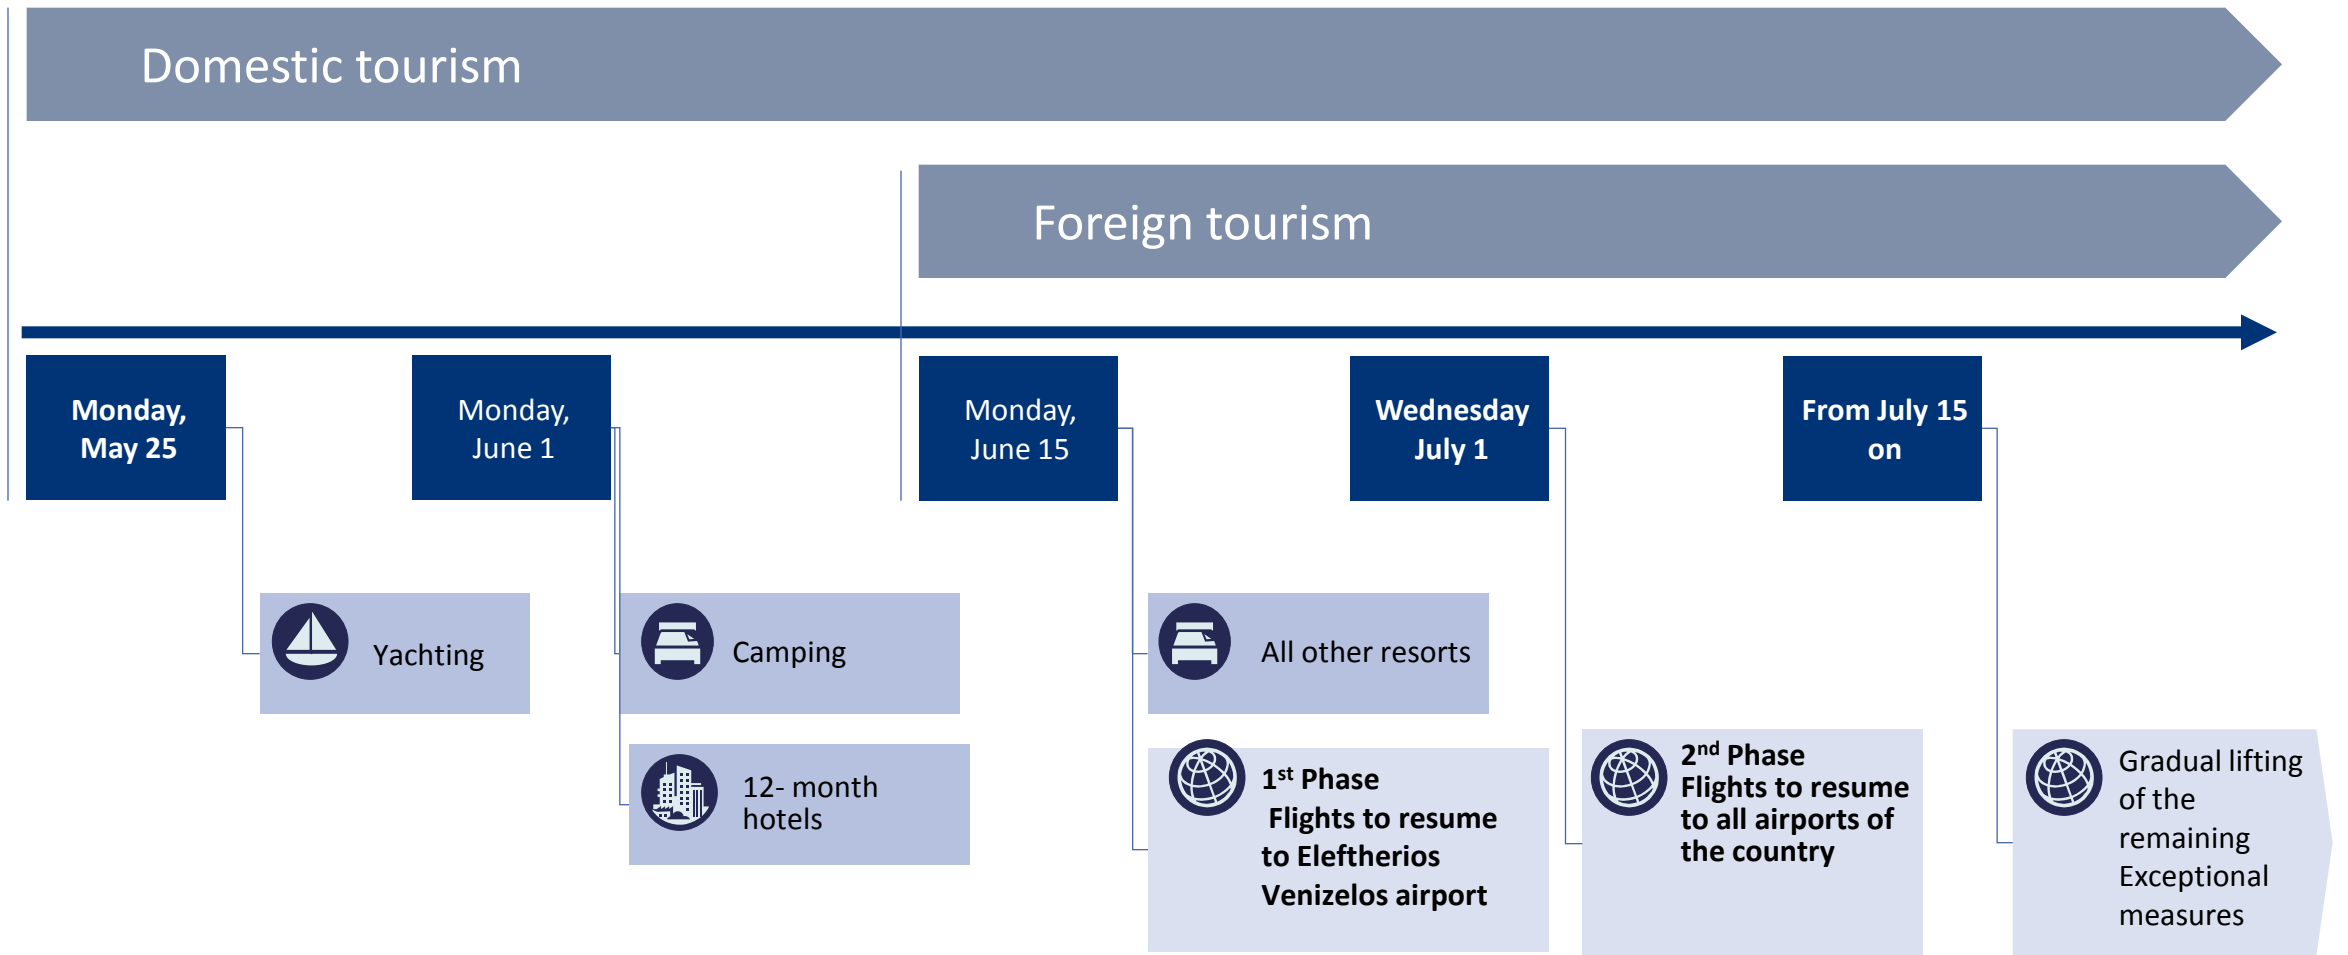 Domestic tourism
Foreign tourism
Monday,
May 25
Monday,
June 1
Monday,
June 15
Wednesday
July 1
From July 15
on
Yachting
Camping
12- month
hotels
All other resorts
1st Phase
Flights to resume
to Eleftherios
Venizelos airport
2nd Phase
Flights to resume
to all airports of
the country
Gradual lifting
of the
remaining
Exceptional
measures